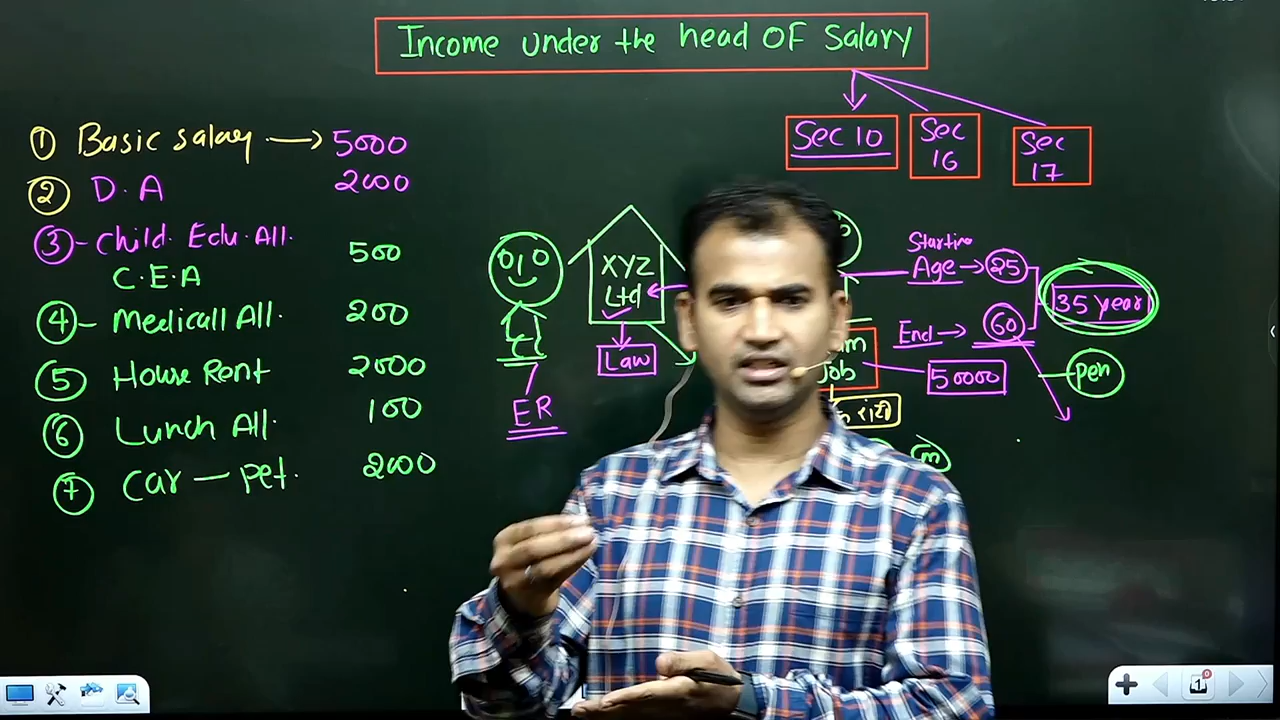 Income under the head OF Salary
Sec 10
Sec 16
Sec 17
① Basic salary → 5000
② D.A 2000
③ - Child. Edu. All. 500
C.E.A
④ - Medicall All. 200
⑤ House Rent 2000
⑥ Lunch All. 100
⑦ Car — pet. 2000
XYZ
Ltd
Law
ER
Starting
Age → 25
End → 60
35 year
pen
Job
50000
m
1